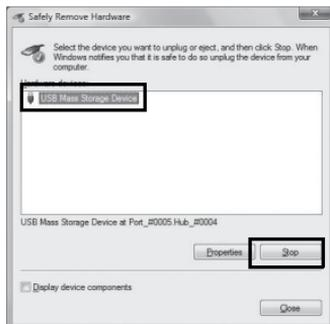 Safely Remove Hardware
Select the device you want to unplug or eject, and then click Stop. When
Windows notifies you that it is safe to do so unplug the device from your
computer.
Hardware devices:
USB Mass Storage Device
USB Mass Storage Device at Port_#0005.Hub_#0004
Properties
Stop
Display device components
Close